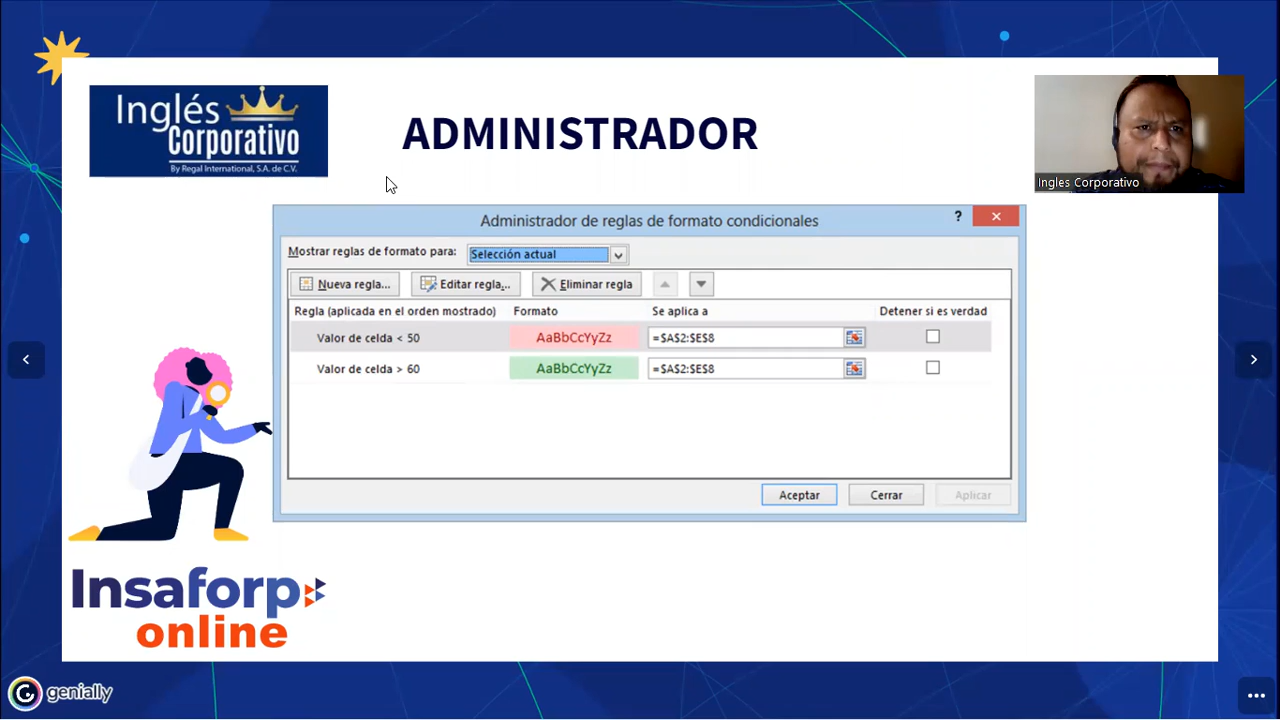 Inglés
Corporativo
By Regal International, S.A. de C.V.
ADMINISTRADOR
Ingles Corporativo
Administrador de reglas de formato condicionales
?
Mostrar reglas de formato para: Selección actual
Nueva regla... Editar regla... Eliminar regla
Regla (aplicada en el orden mostrado) Formato Se aplica a Detener si es verdad
Valor de celda < 50 AaBbCcYyZz =$A$2:$E$8
Valor de celda > 60 AaBbCcYyZz =$A$2:$E$8
Aceptar Cerrar Aplicar
Insaforp
online
genially